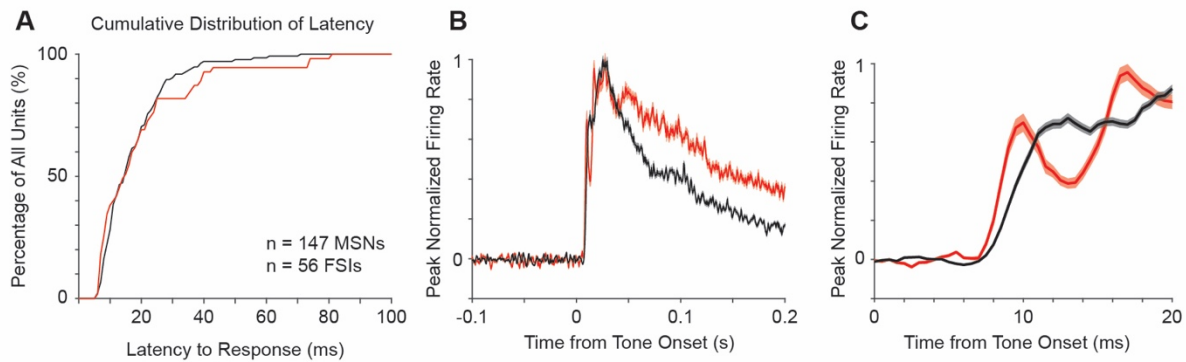 A
Cumulative Distribution of Latency
Percentage of All Units (%)
100
50
0
0
20
40
60
80
100
n = 147 MSNs
n = 56 FSIs
Latency to Response (ms)
B
Peak Normalized Firing Rate
1
0
-0.1
0
0.1
0.2
Time from Tone Onset (s)
C
Peak Normalized Firing Rate
1
0
0
10
20
Time from Tone Onset (ms)